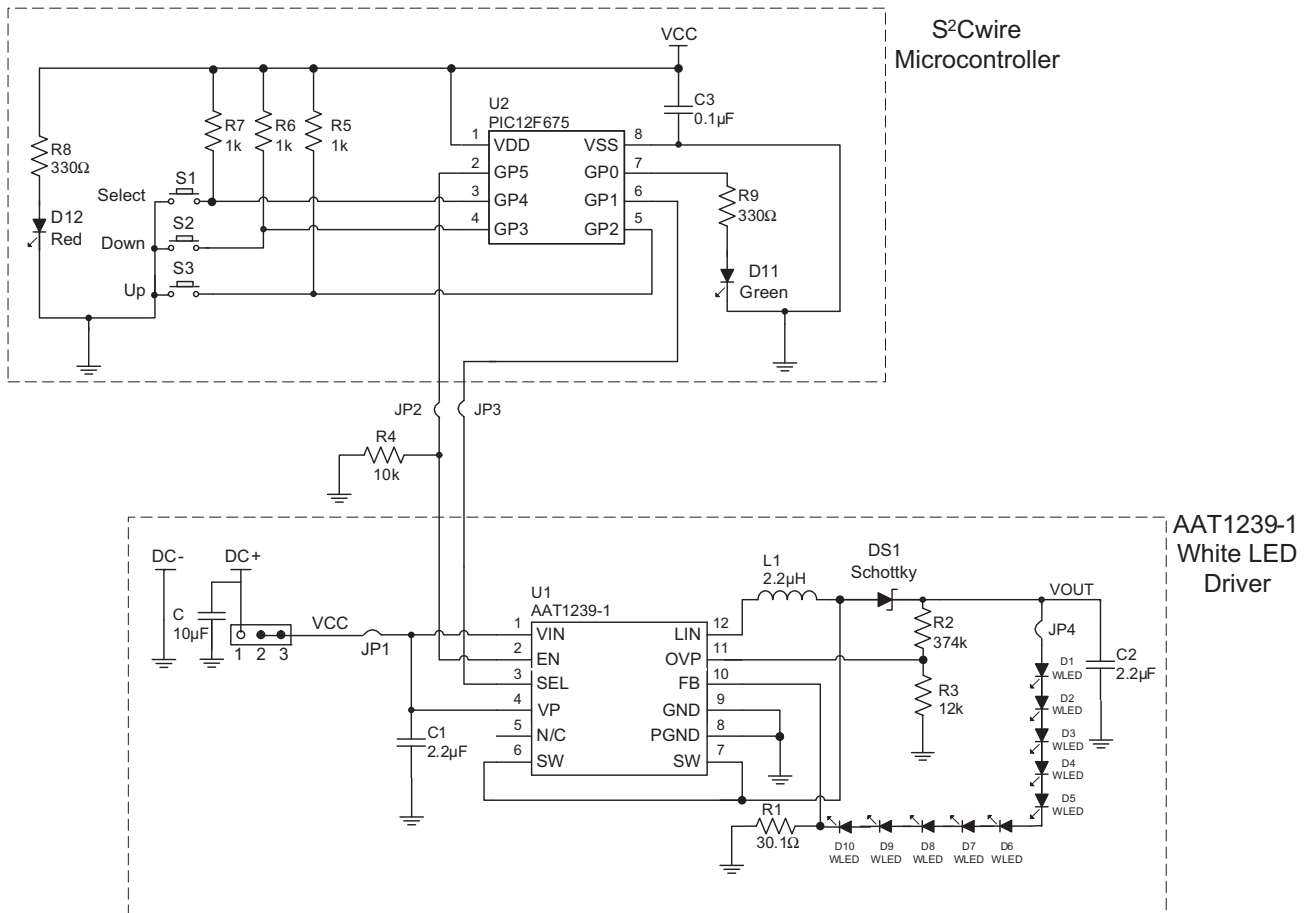 S²Cwire
Microcontroller
VCC
C3
0.1µF
U2
PIC12F675
R7
1k
R6
1k
R5
1k
R8
330Ω
1 VDD VSS 8
2 GP5 GP0 7
3 GP4 GP1 6
4 GP3 GP2 5
R9
330Ω
S1
Select
D12
Red
S2
Down
S3
Up
D11
Green
JP2
JP3
R4
10k
AAT1239-1
White LED
Driver
DC-
DC+
C
10µF
1 2 3
VCC
JP1
C1
2.2µF
U1
AAT1239-1
1 VIN LIN 12
2 EN OVP 11
3 SEL FB 10
4 VP GND 9
5 N/C PGND 8
6 SW SW 7
L1
2.2µH
DS1
Schottky
VOUT
R2
374k
R3
12k
JP4
C2
2.2µF
D1
WLED
D2
WLED
D3
WLED
D4
WLED
D5
WLED
R1
30.1Ω
D10
WLED
D9
WLED
D8
WLED
D7
WLED
D6
WLED